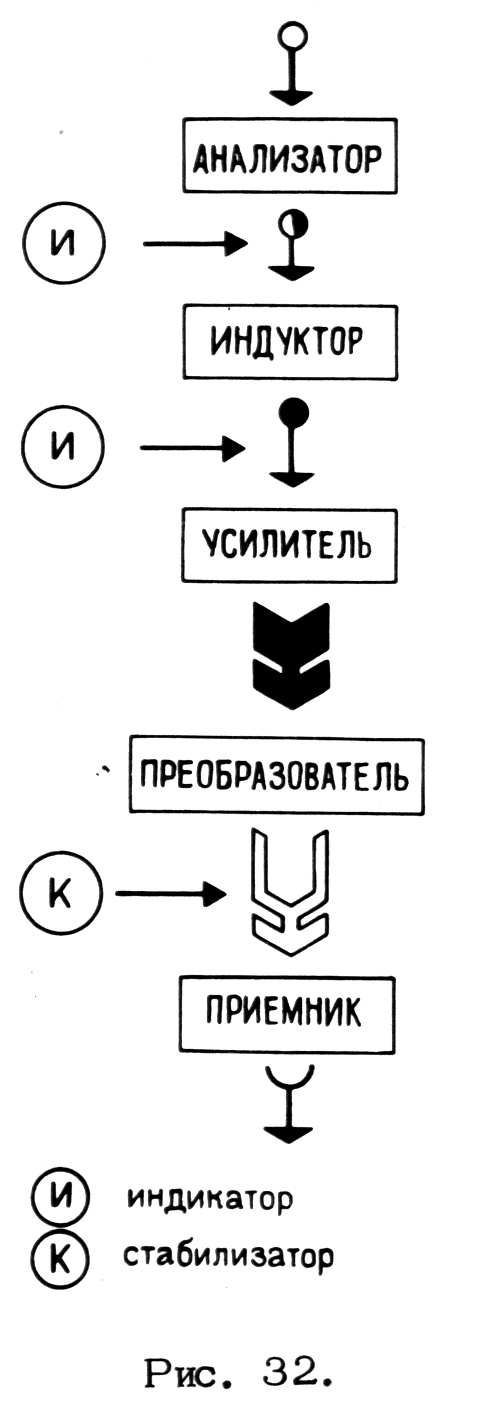 АНАЛИЗАТОР
И
ИНДУКТОР
И
УСИЛИТЕЛЬ
ПРЕОБРАЗОВАТЕЛЬ
К
ПРИЕМНИК
И индикатор
К стабилизатор
Рис. 32.